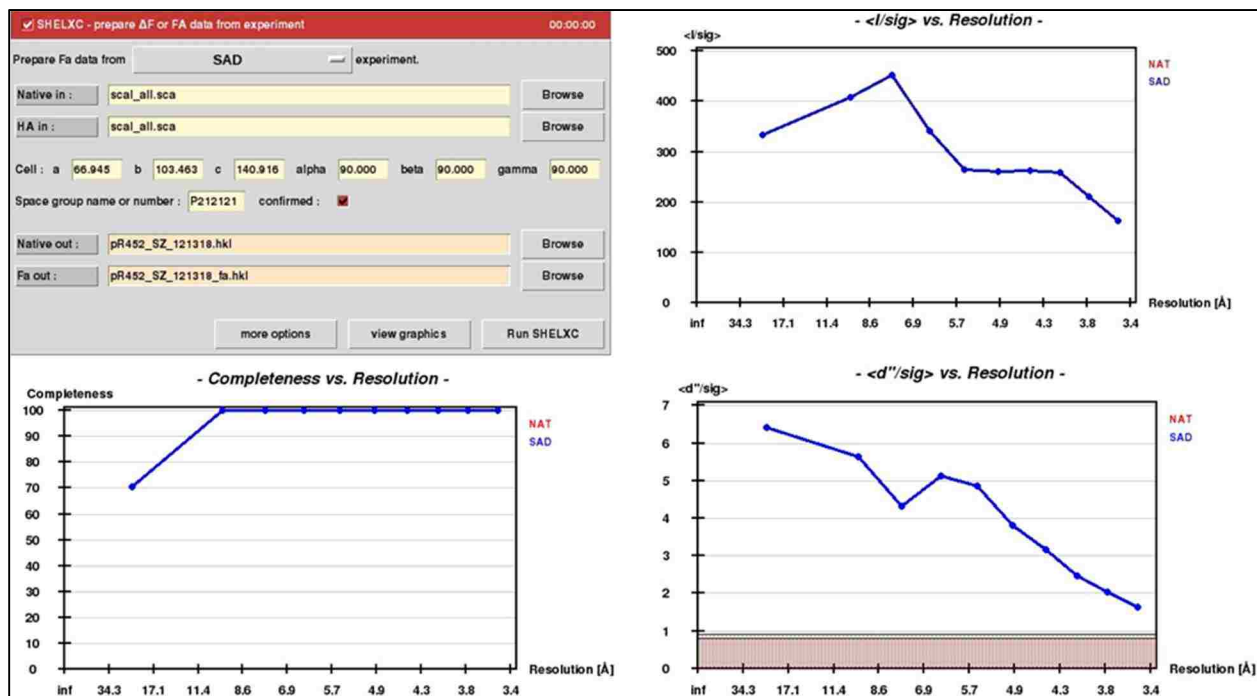 SHELXC - prepare ΔF or FA data from experiment 00:00:00
Prepare Fa data from SAD experiment.
Native in : scal_all.sca Browse
HA in : scal_all.sca Browse
Cell : a 66.945 b 103.463 c 140.916 alpha 90.000 beta 90.000 gamma 90.000
Space group name or number : P212121 confirmed :
Native out : pR452_SZ_121318.hkl Browse
Fa out : pR452_SZ_121318_fa.hkl Browse
more options view graphics Run SHELXC
- <I/sig> vs. Resolution -
<I/sig>
500
400
300
200
100
0
NAT
SAD
inf 34.3 17.1 11.4 8.6 6.9 5.7 4.9 4.3 3.8 3.4
Resolution [Å]
- Completeness vs. Resolution -
Completeness
100
90
80
70
60
50
40
30
20
10
0
NAT
SAD
inf 34.3 17.1 11.4 8.6 6.9 5.7 4.9 4.3 3.8 3.4
Resolution [Å]
- <d"/sig> vs. Resolution -
<d"/sig>
7
6
5
4
3
2
1
0
NAT
SAD
inf 34.3 17.1 11.4 8.6 6.9 5.7 4.9 4.3 3.8 3.4
Resolution [Å]